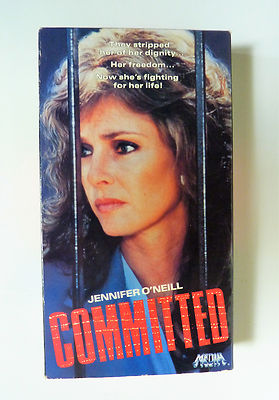 They stripped
her of her dignity...
Her freedom...
Now she's fighting
for her life!
JENNIFER O'NEILL
COMMITTED